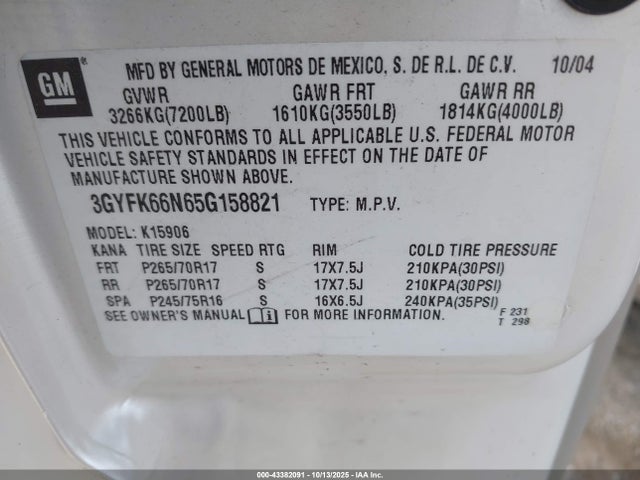 GM
MFD BY GENERAL MOTORS DE MEXICO, S. DE R.L. DE C.V. 10/04
GVWR GAWR FRT GAWR RR
3266KG(7200LB) 1610KG(3550LB) 1814KG(4000LB)
THIS VEHICLE CONFORMS TO ALL APPLICABLE U.S. FEDERAL MOTOR
VEHICLE SAFETY STANDARDS IN EFFECT ON THE DATE OF
MANUFACTURE SHOWN ABOVE.
3GYFK66N65G158821 TYPE: M.P.V.
MODEL: K15906
KANA TIRE SIZE SPEED RTG RIM COLD TIRE PRESSURE
FRT P265/70R17 S 17X7.5J 210KPA(30PSI)
RR P265/70R17 S 17X7.5J 210KPA(30PSI)
SPA P245/75R16 S 16X6.5J 240KPA(35PSI)
SEE OWNER'S MANUAL i FOR MORE INFORMATION. F 231
T 298
000-43382091 - 10/13/2025 - IAA Inc.